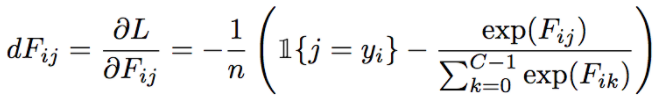 $dF_{ij} = \frac{\partial L}{\partial F_{ij}} = -\frac{1}{n} \left( \mathbb{1}\{j = y_i\} - \frac{\exp(F_{ij})}{\sum_{k=0}^{C-1} \exp(F_{ik})} \right)$